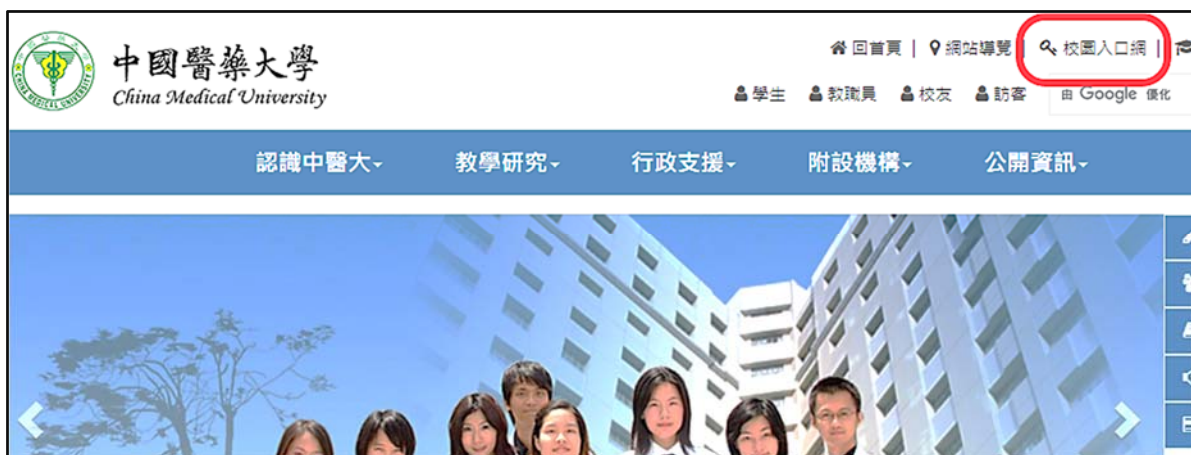 中國醫藥大學
China Medical University
回首頁 | 網站導覽 | 校園入口網 |
學生 教職員 校友 訪客 由 Google 優化
認識中醫大 教學研究 行政支援 附設機構 公開資訊